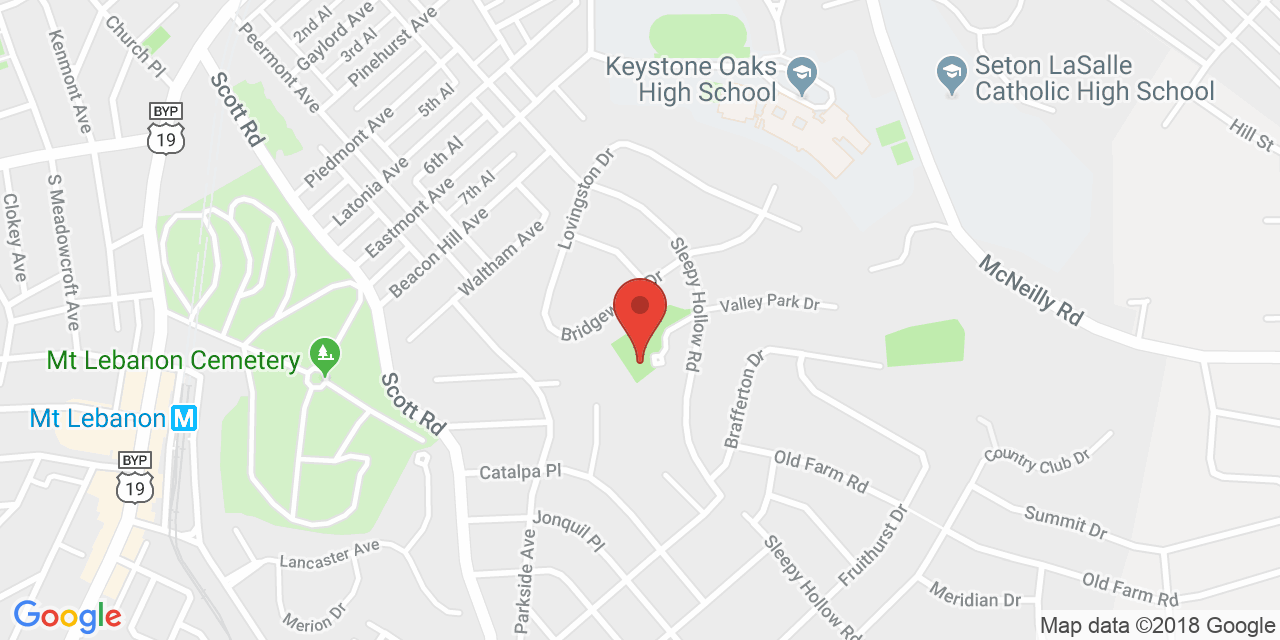 Church Pl
Kenmont Ave
2nd Al
Gaylord Ave
3rd Al
Peermont Ave
Pinehurst Ave
5th Al
Scott Rd
BYP
19
Keystone Oaks
High School
Seton LaSalle
Catholic High School
Hill St
Piedmont Ave
6th Al
Latonia Ave
7th Al
Eastmont Ave
Beacon Hill Ave
Waltham Ave
Lovingston Dr
Clokey Ave
S Meadowcroft Ave
Sleepy Hollow Rd
McNeilly Rd
Valley Park Dr
Dr
Mt Lebanon Cemetery
Mt Lebanon
M
Scott Rd
Brafferton Dr
BYP
19
Catalpa Pl
Old Farm Rd
Country Club Dr
Jonquil Pl
Summit Dr
Fruithurst Dr
Lancaster Ave
Parkside Ave
Sleepy Hollow Rd
Old Farm Rd
Meridian Dr
Merion Dr
Google
Map data ©2018 Google